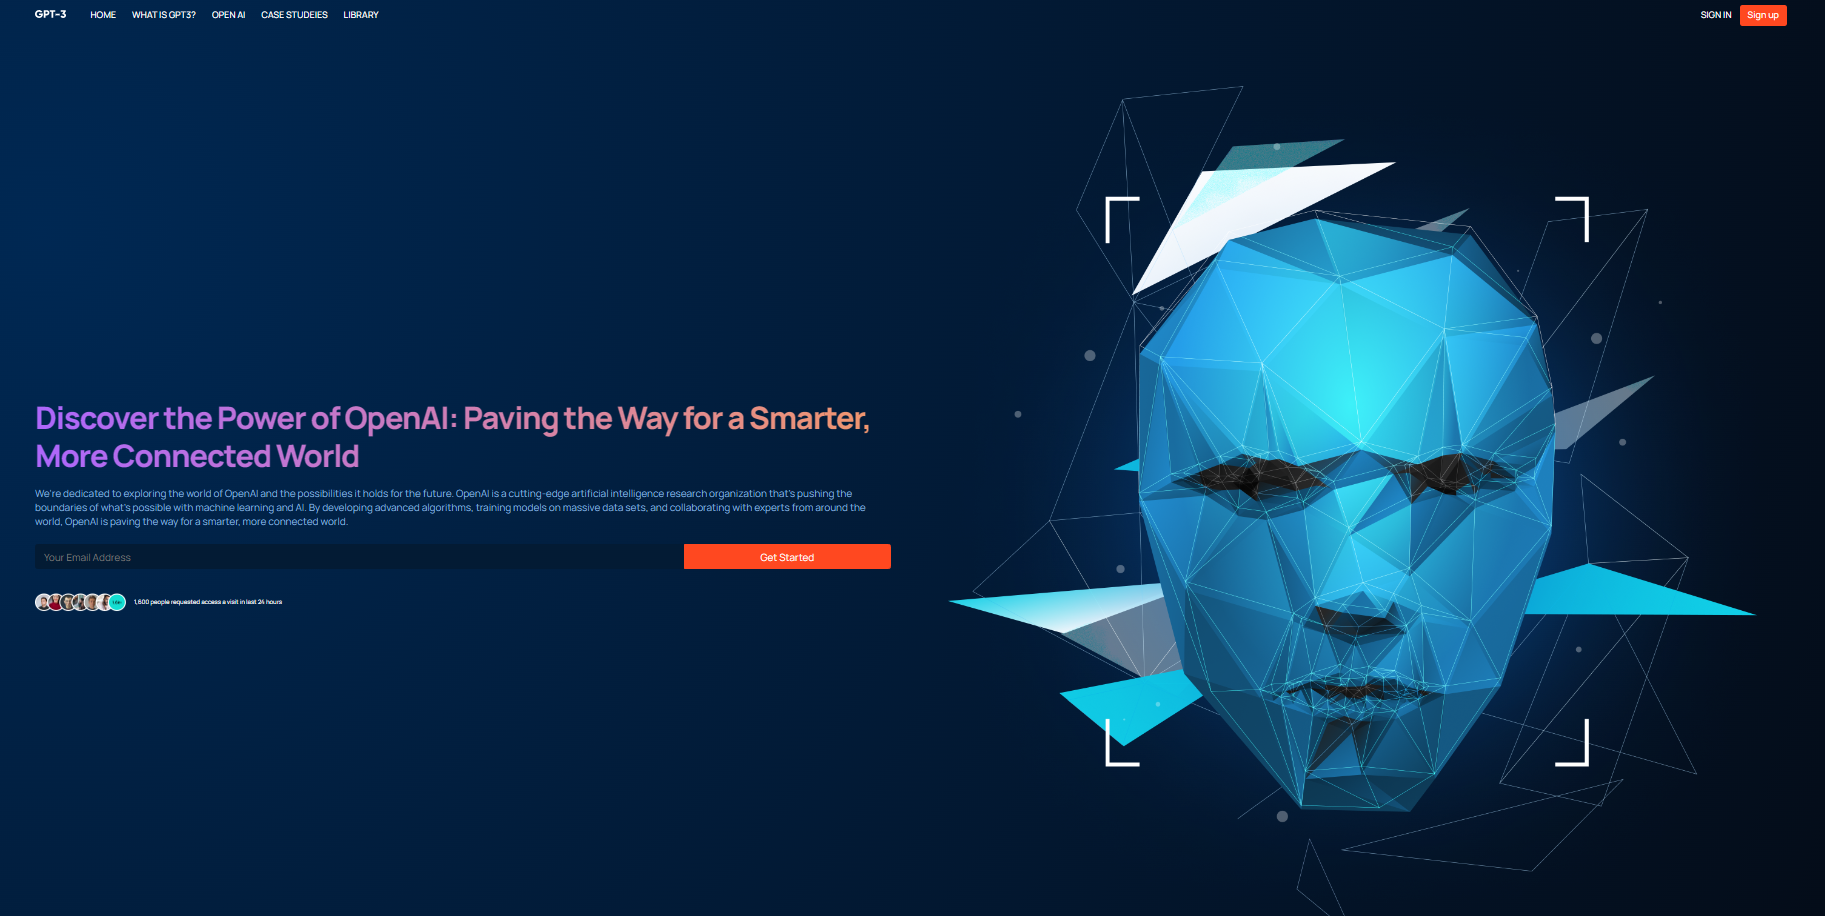 GPT-3
HOME
WHAT IS GPT3?
OPEN AI
CASE STUDEIES
LIBRARY
SIGN IN
Sign up
Discover the Power of OpenAI: Paving the Way for a Smarter,
More Connected World
We're dedicated to exploring the world of OpenAI and the possibilities it holds for the future. OpenAI is a cutting-edge artificial intelligence research organization that's pushing the
boundaries of what's possible with machine learning and AI. By developing advanced algorithms, training models on massive data sets, and collaborating with experts from around the
world, OpenAI is paving the way for a smarter, more connected world.
Your Email Address
Get Started
1,600 people requested access a visit in last 24 hours